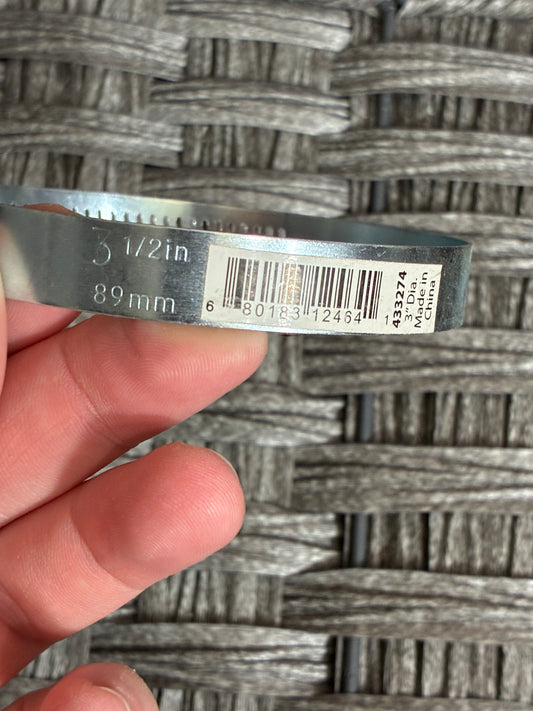 3 1/2in
89mm
6 80183 12464 1
433274
3" Dia.
Made in
China